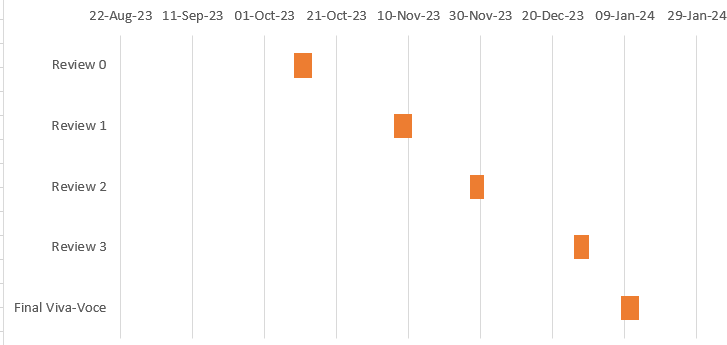 22-Aug-23 11-Sep-23 01-Oct-23 21-Oct-23 10-Nov-23 30-Nov-23 20-Dec-23 09-Jan-24 29-Jan-24
Review 0
Review 1
Review 2
Review 3
Final Viva-Voce